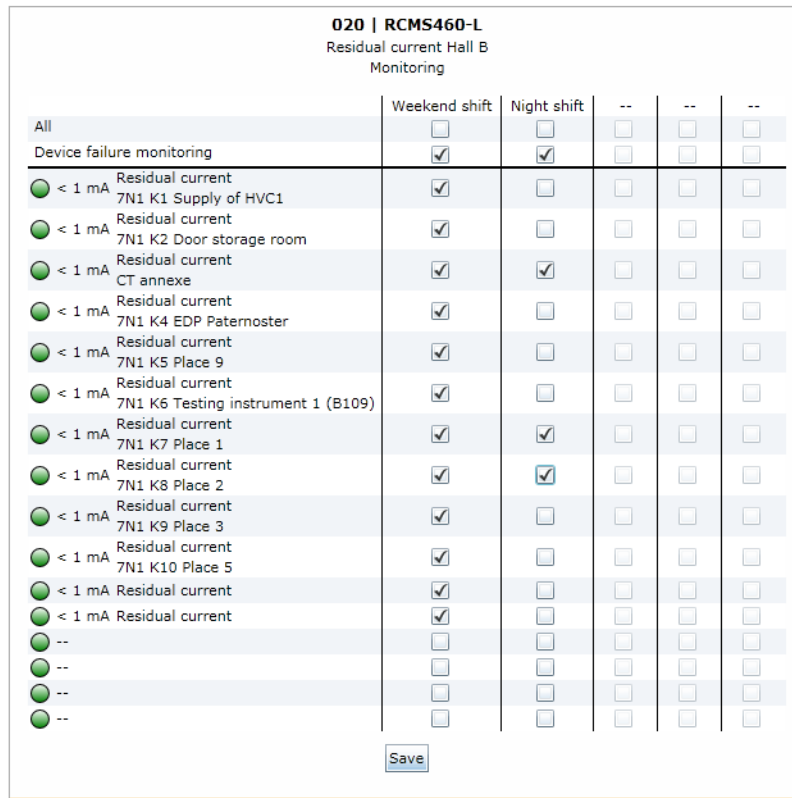 020 | RCMS460-L
Residual current Hall B
Monitoring
Weekend shift Night shift -- -- --
All
Device failure monitoring
< 1 mA Residual current
7N1 K1 Supply of HVC1
< 1 mA Residual current
7N1 K2 Door storage room
< 1 mA Residual current
CT annexe
< 1 mA Residual current
7N1 K4 EDP Paternoster
< 1 mA Residual current
7N1 K5 Place 9
< 1 mA Residual current
7N1 K6 Testing instrument 1 (B109)
< 1 mA Residual current
7N1 K7 Place 1
< 1 mA Residual current
7N1 K8 Place 2
< 1 mA Residual current
7N1 K9 Place 3
< 1 mA Residual current
7N1 K10 Place 5
< 1 mA Residual current
< 1 mA Residual current
--
--
--
--
Save